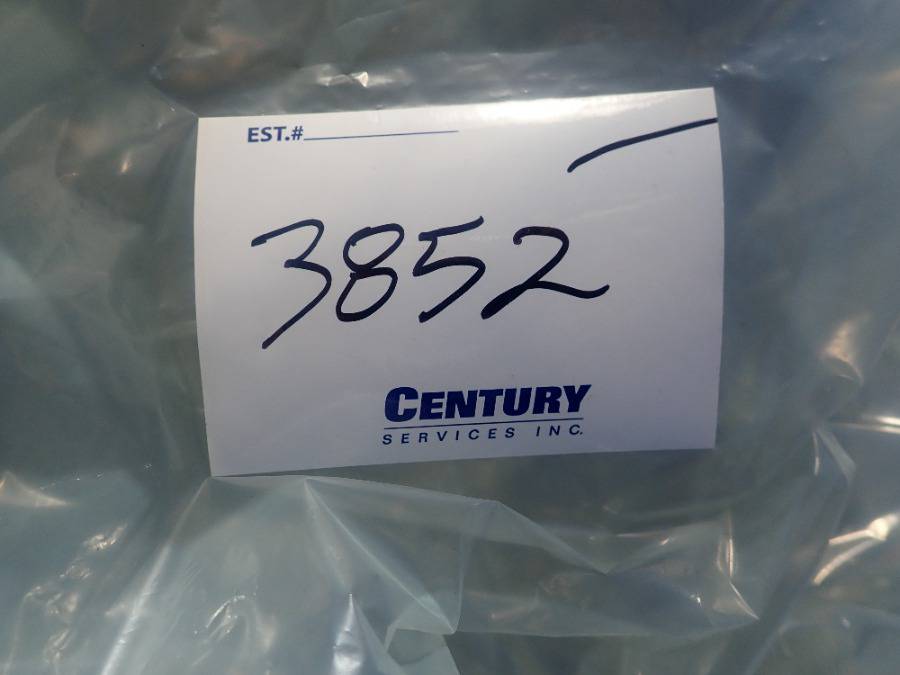 EST.#
3852
CENTURY
SERVICES INC.